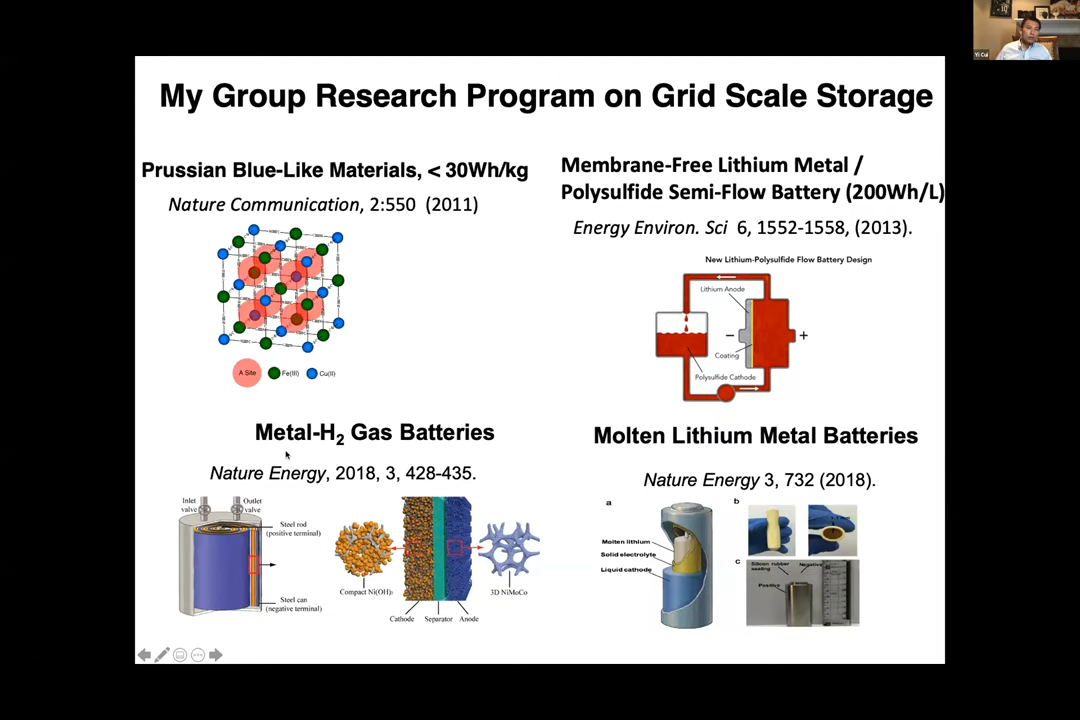 Yi Cui
My Group Research Program on Grid Scale Storage
Prussian Blue-Like Materials, < 30Wh/kg
Nature Communication, 2:550 (2011)
A Site
Fe(III)
Cu(II)
Membrane-Free Lithium Metal /
Polysulfide Semi-Flow Battery (200Wh/L)
Energy Environ. Sci 6, 1552-1558, (2013).
New Lithium-Polysulfide Flow Battery Design
Lithium Anode
− +
Coating
Polysulfide Cathode
Metal-H₂ Gas Batteries
Nature Energy, 2018, 3, 428-435.
Inlet
valve
Outlet
valve
Steel rod
(positive terminal)
Steel can
(negative terminal)
Compact Ni(OH)₂
3D NiMoCo
Cathode Separator Anode
Molten Lithium Metal Batteries
Nature Energy 3, 732 (2018).
a
Molten lithium
Solid electrolyte
Liquid cathode
b
c
Silicon rubber
sealing
Negative
Positive